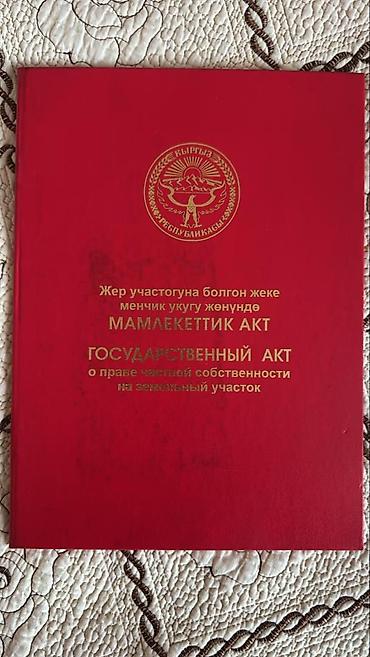 КЫРГЫЗ
РЕСПУБЛИКАСЫ
Жер участогуна болгон жеке
менчик укугу жөнүндө
МАМЛЕКЕТТИК АКТ
ГОСУДАРСТВЕННЫЙ АКТ
о праве частной собственности
на земельный участок